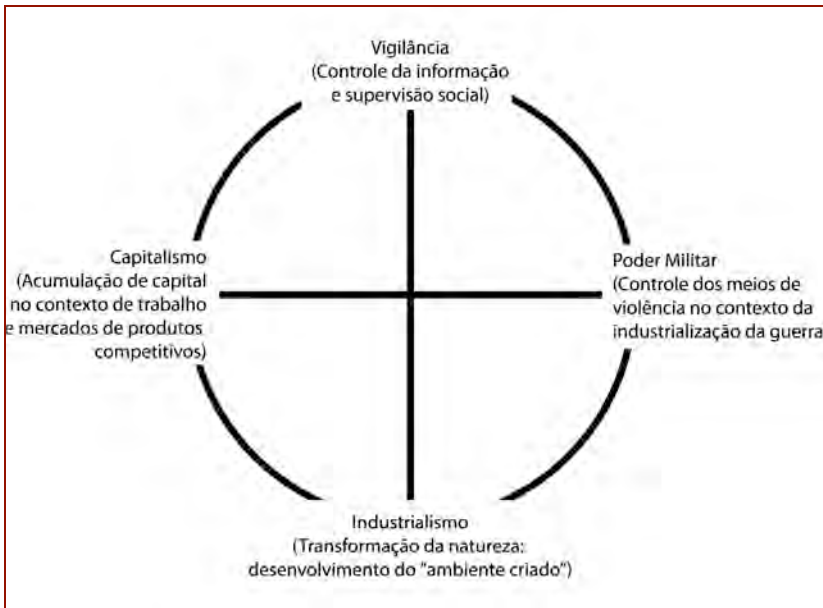 Vigilância
(Controle da informação
e supervisão social)
Capitalismo
(Acumulação de capital
no contexto de trabalho
e mercados de produtos
competitivos)
Poder Militar
(Controle dos meios de
violência no contexto da
industrialização da guerra
Industrialismo
(Transformação da natureza:
desenvolvimento do "ambiente criado")